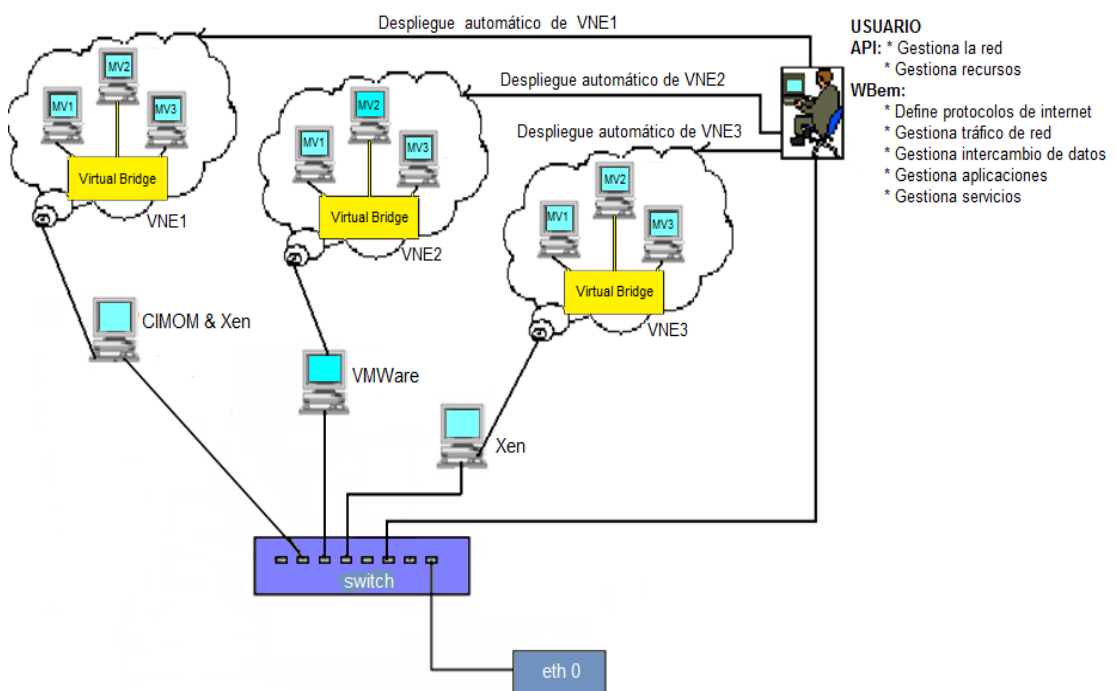 Despliegue automático de VNE1
USUARIO
API: * Gestiona la red
* Gestiona recursos
WBem:
* Define protocolos de internet
* Gestiona tráfico de red
* Gestiona intercambio de datos
* Gestiona aplicaciones
* Gestiona servicios
MV2
MV1
MV3
Virtual Bridge
VNE1
Despliegue automático de VNE2
MV2
MV1
MV3
Virtual Bridge
VNE2
Despliegue automático de VNE3
MV2
MV1
MV3
Virtual Bridge
VNE3
CIMOM & Xen
VMWare
Xen
switch
eth 0